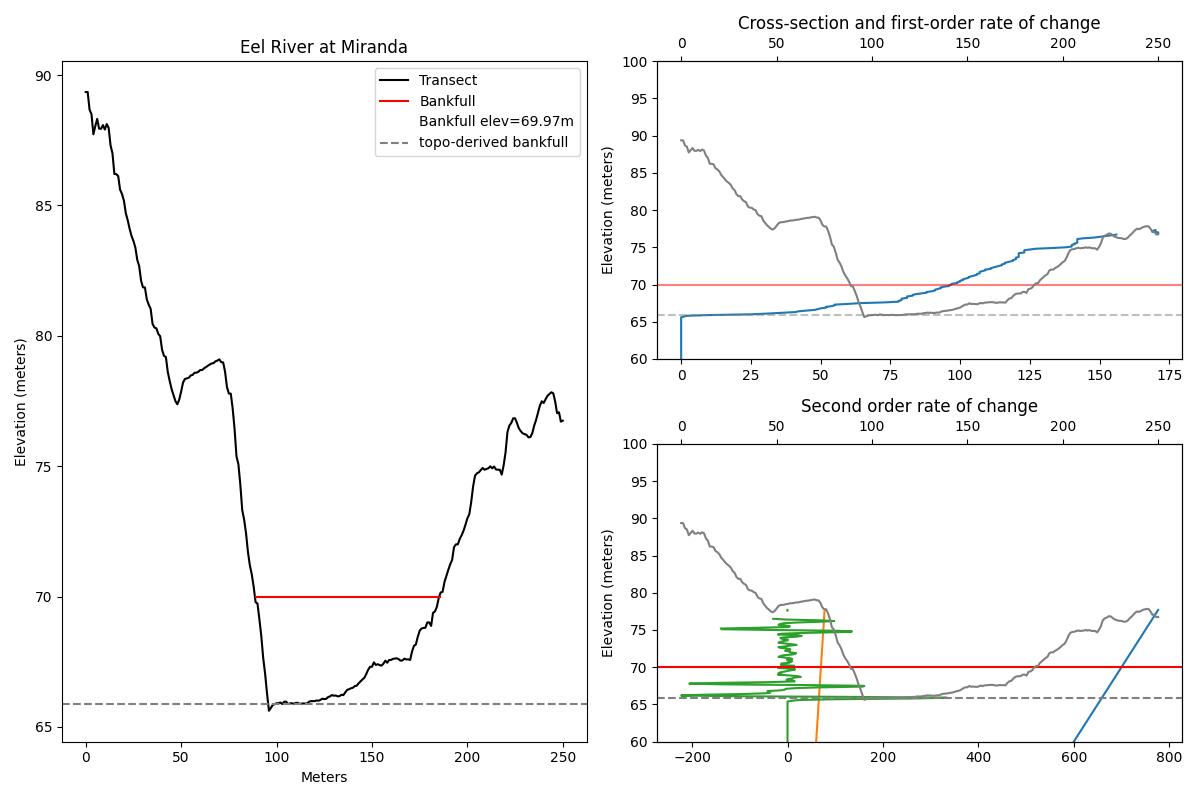 Eel River at Miranda
90
85
80
75
70
65
Elevation (meters)
0 50 100 150 200 250
Meters
Transect
Bankfull
Bankfull elev=69.97m
topo-derived bankfull
Cross-section and first-order rate of change
0 50 100 150 200 250
100
95
90
85
80
75
70
65
60
Elevation (meters)
0 25 50 75 100 125 150 175
Second order rate of change
0 50 100 150 200 250
100
95
90
85
80
75
70
65
60
Elevation (meters)
−200 0 200 400 600 800